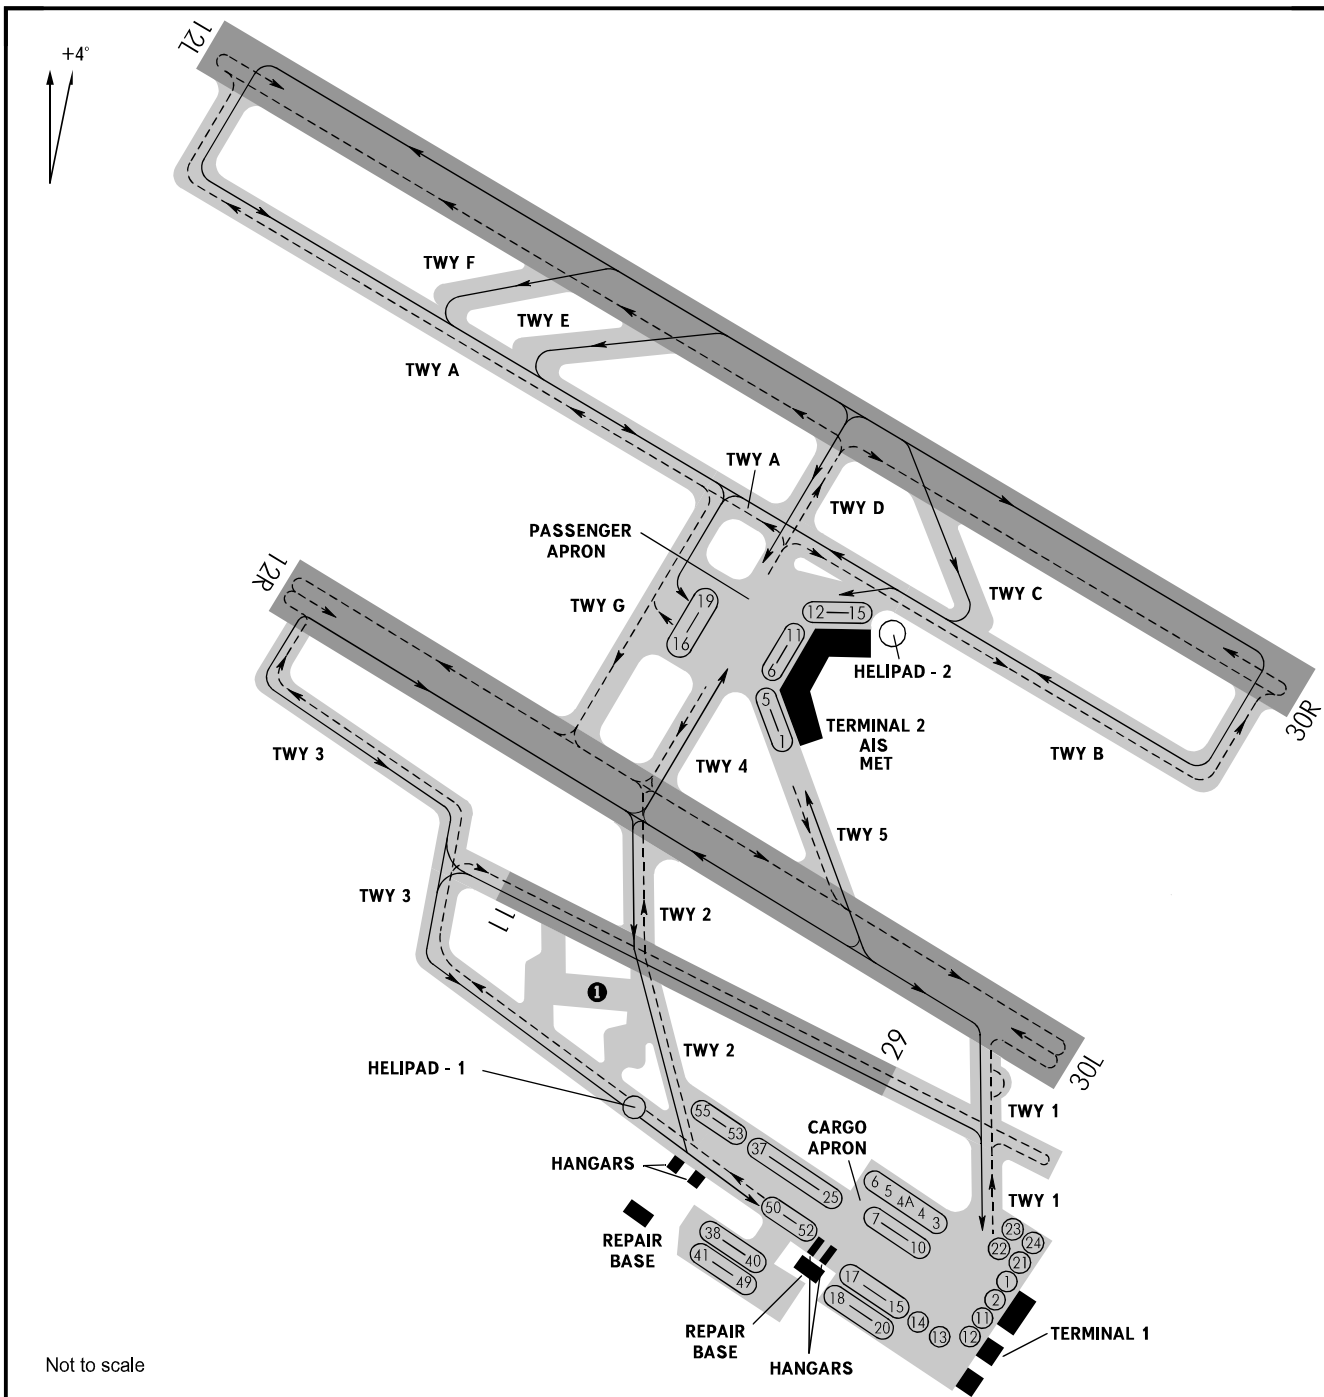 12L
+4°
TWY F
TWY E
TWY A
TWY A
TWY D
PASSENGER
APRON
12R
TWY G
19
16
12
15
11
6
TWY C
HELIPAD - 2
5
1
TERMINAL 2
AIS
MET
30R
TWY 3
TWY 4
TWY B
TWY 5
TWY 3
11
TWY 2
1
29
TWY 2
30L
HELIPAD - 1
TWY 1
55
53
CARGO
APRON
HANGARS
37
25
6
5
4A
4
3
TWY 1
50
52
7
10
23
24
22
21
REPAIR
BASE
38
40
41
49
17
15
18
20
14
13
1
2
11
12
REPAIR
BASE
HANGARS
TERMINAL 1
Not to scale